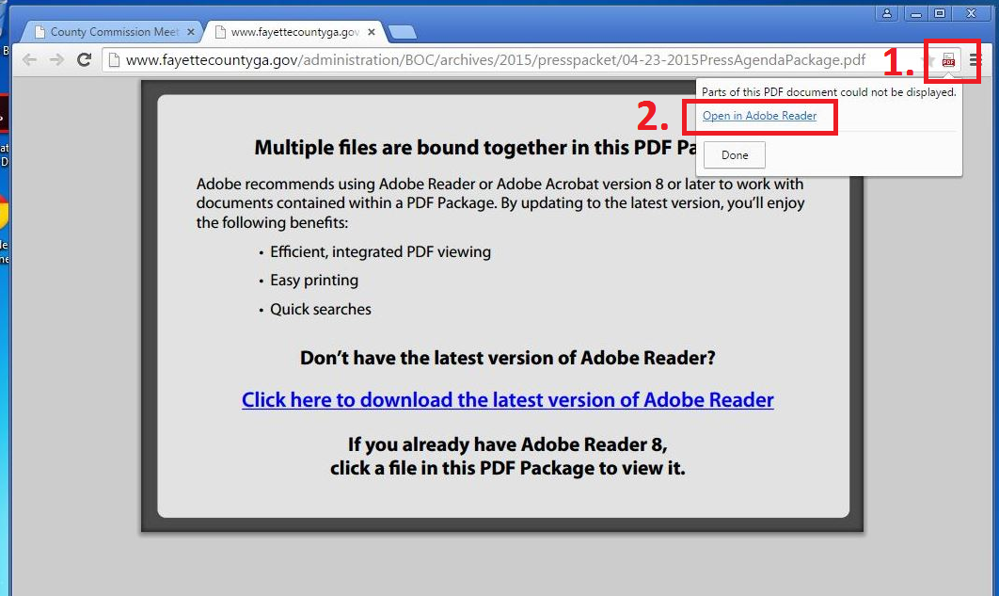 County Commission Meet
www.fayettecountyga.gov
www.fayettecountyga.gov/administration/BOC/archives/2015/presspacket/04-23-2015PressAgendaPackage.pdf
1.
PDF
Parts of this PDF document could not be displayed.
2.
Open in Adobe Reader
Done
Multiple files are bound together in this PDF Pa
Adobe recommends using Adobe Reader or Adobe Acrobat version 8 or later to work with
documents contained within a PDF Package. By updating to the latest version, you’ll enjoy
the following benefits:
• Efficient, integrated PDF viewing
• Easy printing
• Quick searches
Don’t have the latest version of Adobe Reader?
Click here to download the latest version of Adobe Reader
If you already have Adobe Reader 8,
click a file in this PDF Package to view it.